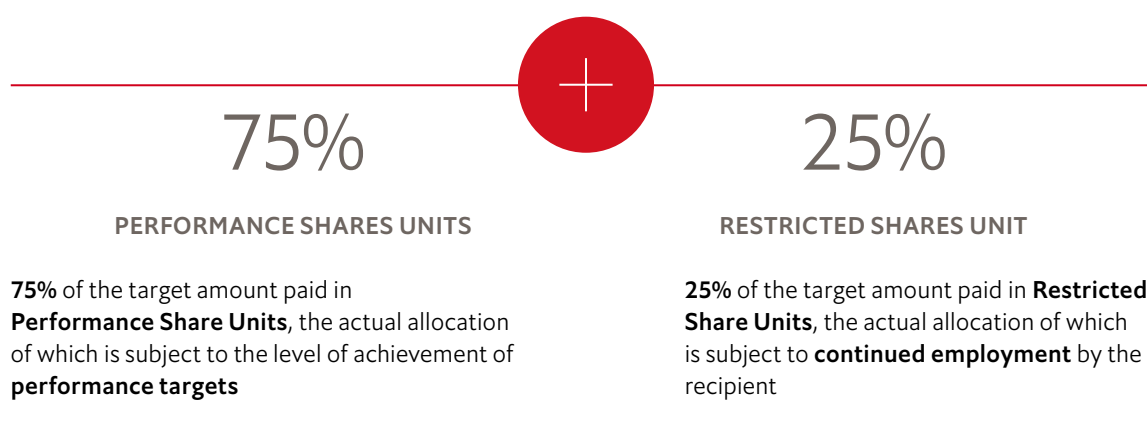 75%
PERFORMANCE SHARES UNITS
75% of the target amount paid in
Performance Share Units, the actual allocation
of which is subject to the level of achievement of
performance targets
25%
RESTRICTED SHARES UNIT
25% of the target amount paid in Restricted
Share Units, the actual allocation of which
is subject to continued employment by the
recipient